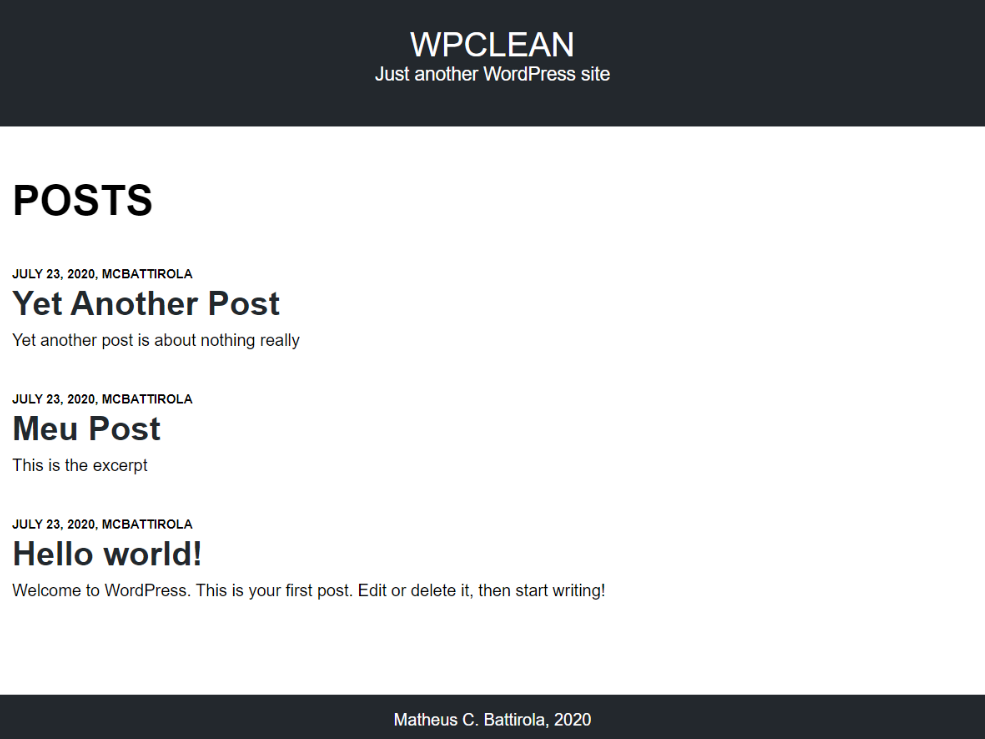 WPCLEAN
Just another WordPress site
POSTS
JULY 23, 2020, MCBATTIROLA
Yet Another Post
Yet another post is about nothing really
JULY 23, 2020, MCBATTIROLA
Meu Post
This is the excerpt
JULY 23, 2020, MCBATTIROLA
Hello world!
Welcome to WordPress. This is your first post. Edit or delete it, then start writing!
Matheus C. Battirola, 2020